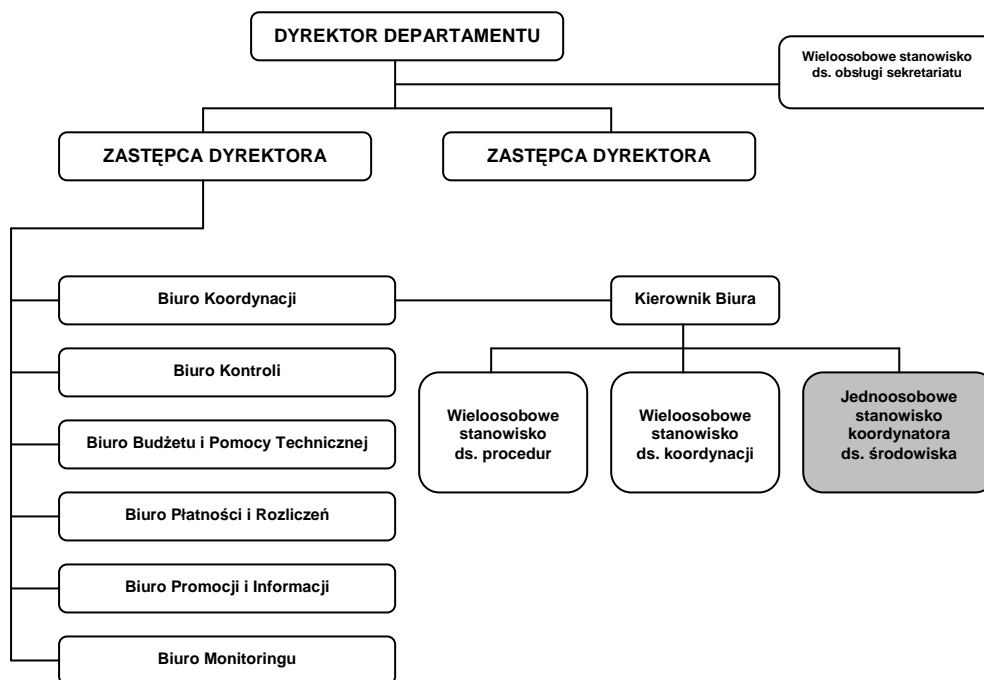 DYREKTOR DEPARTAMENTU
Wieloosobowe stanowisko
ds. obsługi sekretariatu
ZASTĘPCA DYREKTORA
ZASTĘPCA DYREKTORA
Biuro Koordynacji
Kierownik Biura
Biuro Kontroli
Wieloosobowe
stanowisko
ds. procedur
Wieloosobowe
stanowisko
ds. koordynacji
Jednoosobowe
stanowisko
koordynatora
ds. środowiska
Biuro Budżetu i Pomocy Technicznej
Biuro Płatności i Rozliczeń
Biuro Promocji i Informacji
Biuro Monitoringu